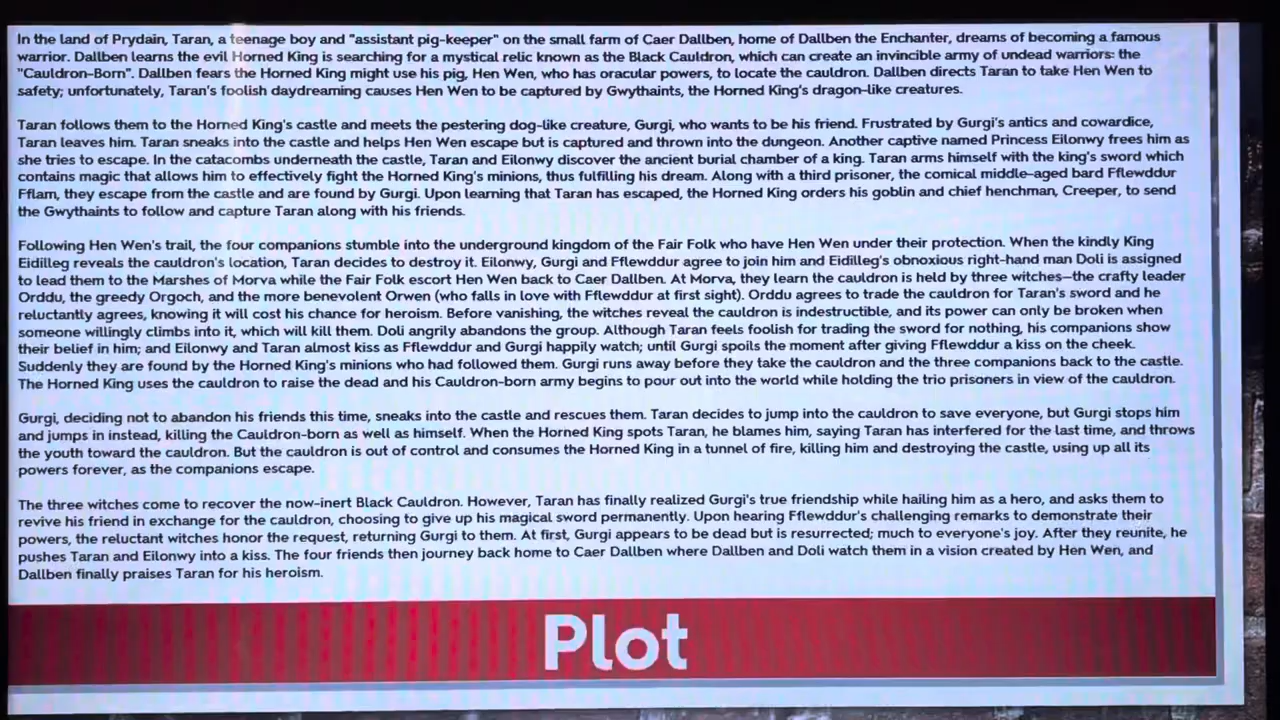 In the land of Prydain, Taran, a teenage boy and "assistant pig-keeper" on the small farm of Caer Dallben, home of Dallben the Enchanter, dreams of becoming a famous
warrior. Dallben learns the evil Horned King is searching for a mystical relic known as the Black Cauldron, which can create an invincible army of undead warriors: the
"Cauldron-Born". Dallben fears the Horned King might use his pig, Hen Wen, who has oracular powers, to locate the cauldron. Dallben directs Taran to take Hen Wen to
safety; unfortunately, Taran's foolish daydreaming causes Hen Wen to be captured by Gwythaints, the Horned King's dragon-like creatures.
Taran follows them to the Horned King's castle and meets the pestering dog-like creature, Gurgi, who wants to be his friend. Frustrated by Gurgi's antics and cowardice,
Taran leaves him. Taran sneaks into the castle and helps Hen Wen escape but is captured and thrown into the dungeon. Another captive named Princess Eilonwy frees him as
she tries to escape. In the catacombs underneath the castle, Taran and Eilonwy discover the ancient burial chamber of a king. Taran arms himself with the king's sword which
contains magic that allows him to effectively fight the Horned King's minions, thus fulfilling his dream. Along with a third prisoner, the comical middle-aged bard Fflewddur
Fflam, they escape from the castle and are found by Gurgi. Upon learning that Taran has escaped, the Horned King orders his goblin and chief henchman, Creeper, to send
the Gwythaints to follow and capture Taran along with his friends.
Following Hen Wen's trail, the four companions stumble into the underground kingdom of the Fair Folk who have Hen Wen under their protection. When the kindly King
Eidilleg reveals the cauldron's location, Taran decides to destroy it. Eilonwy, Gurgi and Fflewddur agree to join him and Eidilleg's obnoxious right-hand man Doli is assigned
to lead them to the Marshes of Morva while the Fair Folk escort Hen Wen back to Caer Dallben. At Morva, they learn the cauldron is held by three witches—the crafty leader
Orddu, the greedy Orgoch, and the more benevolent Orwen (who falls in love with Fflewddur at first sight). Orddu agrees to trade the cauldron for Taran's sword and he
reluctantly agrees, knowing it will cost his chance for heroism. Before vanishing, the witches reveal the cauldron is indestructible, and its power can only be broken when
someone willingly climbs into it, which will kill them. Doli angrily abandons the group. Although Taran feels foolish for trading the sword for nothing, his companions show
their belief in him; and Eilonwy and Taran almost kiss as Fflewddur and Gurgi happily watch; until Gurgi spoils the moment after giving Fflewddur a kiss on the cheek.
Suddenly they are found by the Horned King's minions who had followed them. Gurgi runs away before they take the cauldron and the three companions back to the castle.
The Horned King uses the cauldron to raise the dead and his Cauldron-born army begins to pour out into the world while holding the trio prisoners in view of the cauldron.
Gurgi, deciding not to abandon his friends this time, sneaks into the castle and rescues them. Taran decides to jump into the cauldron to save everyone, but Gurgi stops him
and jumps in instead, killing the Cauldron-born as well as himself. When the Horned King spots Taran, he blames him, saying Taran has interfered for the last time, and throws
the youth toward the cauldron. But the cauldron is out of control and consumes the Horned King in a tunnel of fire, killing him and destroying the castle, using up all its
powers forever, as the companions escape.
The three witches come to recover the now-inert Black Cauldron. However, Taran has finally realized Gurgi's true friendship while hailing him as a hero, and asks them to
revive his friend in exchange for the cauldron, choosing to give up his magical sword permanently. Upon hearing Fflewddur's challenging remarks to demonstrate their
powers, the reluctant witches honor the request, returning Gurgi to them. At first, Gurgi appears to be dead but is resurrected; much to everyone's joy. After they reunite, he
pushes Taran and Eilonwy into a kiss. The four friends then journey back home to Caer Dallben where Dallben and Doli watch them in a vision created by Hen Wen, and
Dallben finally praises Taran for his heroism.
Plot